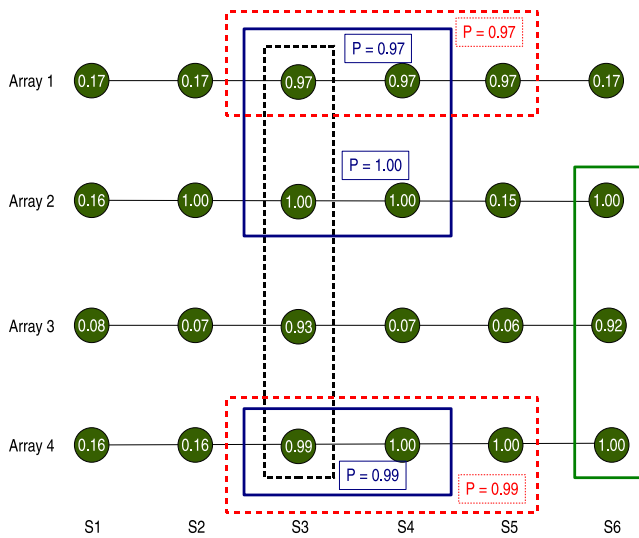 P = 0.97
P = 0.97
Array 1 0.17 0.17 0.97 0.97 0.97 0.17
P = 1.00
Array 2 0.16 1.00 1.00 1.00 0.15 1.00
Array 3 0.08 0.07 0.93 0.07 0.06 0.92
Array 4 0.16 0.16 0.99 1.00 1.00 1.00
P = 0.99
P = 0.99
S1 S2 S3 S4 S5 S6